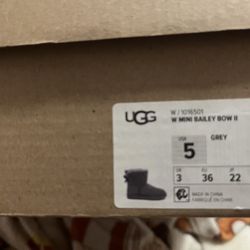 UGG
W / 1016501
W MINI BAILEY BOW II
USA
5
GREY
UK EU JP
3 36 22
MADE IN CHINA
FABRIQUÉ EN CHINE